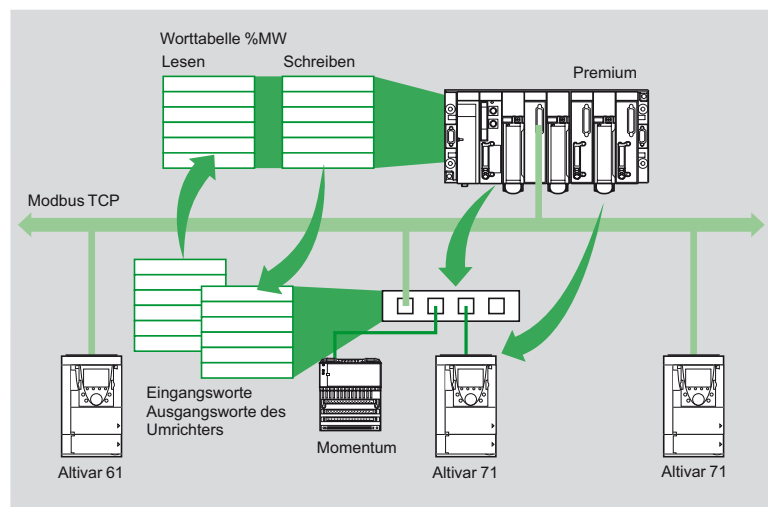 Worttabelle %MW
Lesen
Schreiben
Premium
Modbus TCP
Eingangsworte
Ausgangsworte des
Umrichters
Momentum
Altivar 61
Altivar 71
Altivar 71